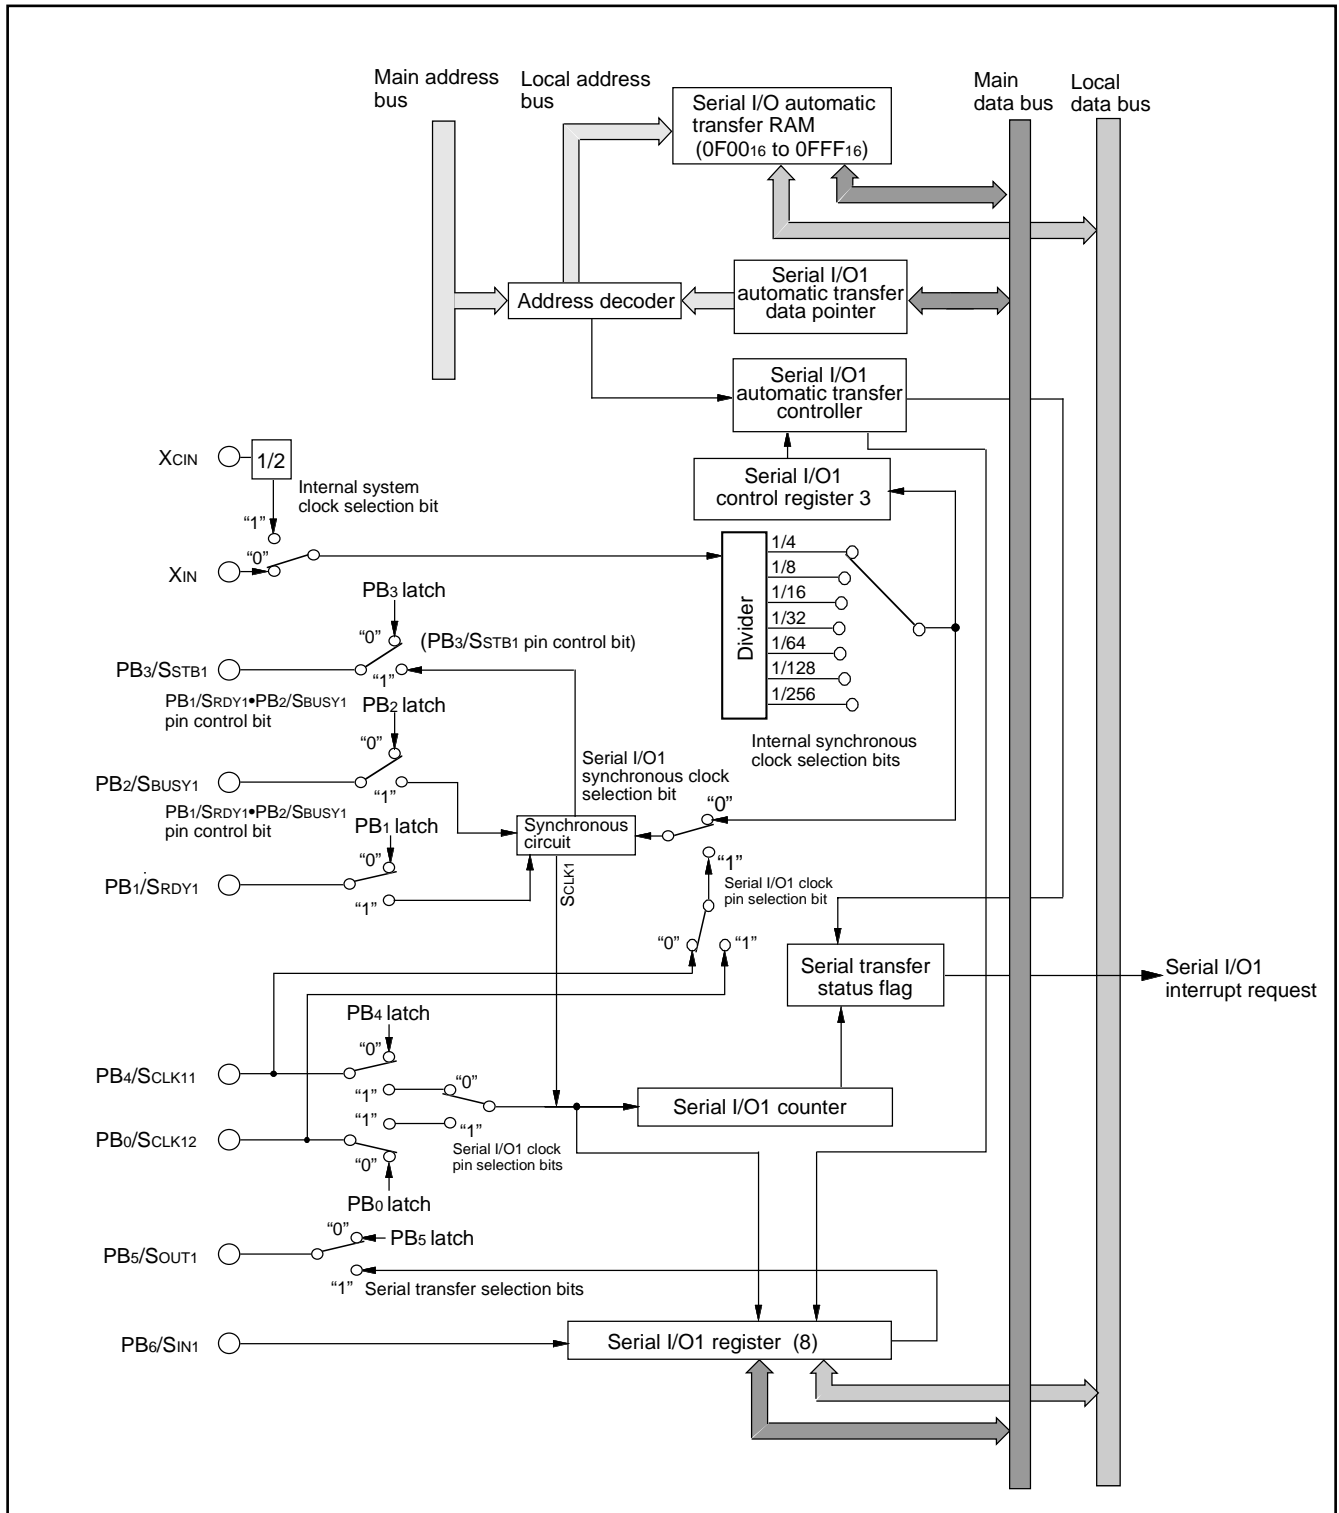 Main address
bus
Local address
bus
Main
data bus
Local
data bus
Serial I/O automatic
transfer RAM
(0F0016 to 0FFF16)
Address decoder
Serial I/O1
automatic transfer
data pointer
Serial I/O1
automatic transfer
controller
XCIN
1/2
Internal system
clock selection bit
“1”
Serial I/O1
control register 3
XIN
“0”
Divider
1/4
1/8
1/16
1/32
1/64
1/128
1/256
Internal synchronous
clock selection bits
PB3 latch
“0”
(PB3/SSTB1 pin control bit)
PB3/SSTB1
“1”
PB1/SRDY1•PB2/SBUSY1
pin control bit
PB2 latch
“0”
PB2/SBUSY1
“1”
PB1/SRDY1•PB2/SBUSY1
pin control bit
Serial I/O1
synchronous clock
selection bit
“0”
Synchronous
circuit
PB1 latch
“0”
PB1/SRDY1
“1”
SCLK1
“1”
Serial I/O1 clock
pin selection bit
“0”
“1”
Serial transfer
status flag
Serial I/O1
interrupt request
PB4 latch
“0”
PB4/SCLK11
“1”
“0”
Serial I/O1 counter
“1”
“1”
PB0/SCLK12
Serial I/O1 clock
pin selection bits
“0”
PB0 latch
“0”
PB5 latch
PB5/SOUT1
“1”
Serial transfer selection bits
PB6/SIN1
Serial I/O1 register (8)